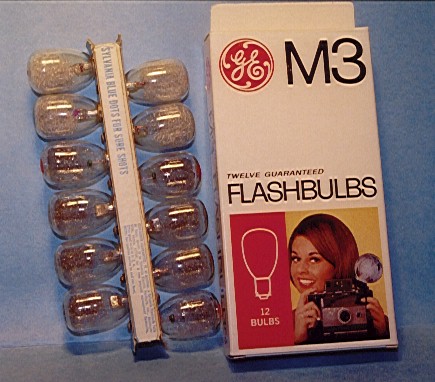 SYLVANIA BLUE DOTS FOR SURE SHOTS
GE
M3
TWELVE GUARANTEED
FLASHBULBS
12
BULBS